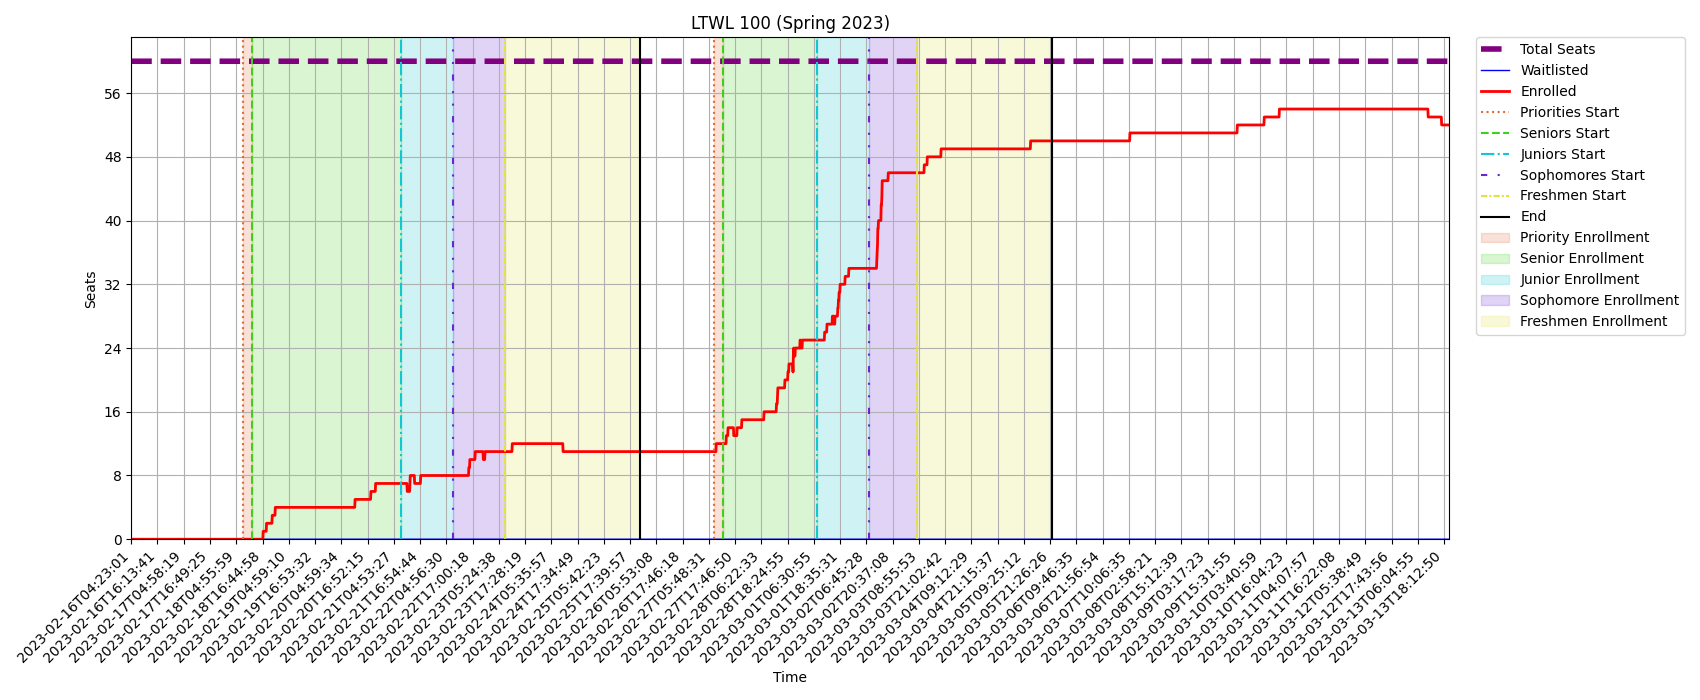 LTWL 100 (Spring 2023)
Seats
56
48
40
32
24
16
8
0
2023-02-16T04:23:01
2023-02-16T16:13:41
2023-02-17T04:58:19
2023-02-17T16:49:25
2023-02-18T04:55:59
2023-02-18T16:44:58
2023-02-19T04:59:10
2023-02-19T16:53:32
2023-02-20T04:59:34
2023-02-20T16:52:15
2023-02-21T04:53:27
2023-02-21T16:54:44
2023-02-22T04:56:30
2023-02-22T17:00:18
2023-02-23T05:24:38
2023-02-23T17:28:19
2023-02-24T05:35:57
2023-02-24T17:34:49
2023-02-25T05:42:23
2023-02-25T17:39:57
2023-02-26T05:53:08
2023-02-26T17:46:18
2023-02-27T05:48:31
2023-02-27T17:46:50
2023-02-28T06:22:33
2023-02-28T18:24:55
2023-03-01T06:30:55
2023-03-01T18:35:31
2023-03-02T06:45:28
2023-03-02T20:37:08
2023-03-03T08:55:53
2023-03-03T21:02:42
2023-03-04T09:12:29
2023-03-04T21:15:37
2023-03-05T09:25:12
2023-03-05T21:26:26
2023-03-06T09:46:35
2023-03-06T21:56:54
2023-03-07T10:06:35
2023-03-08T02:58:21
2023-03-08T15:12:39
2023-03-09T03:17:23
2023-03-09T15:31:55
2023-03-10T03:40:59
2023-03-10T16:04:23
2023-03-11T04:07:57
2023-03-11T16:22:08
2023-03-12T05:38:49
2023-03-12T17:43:56
2023-03-13T06:04:55
2023-03-13T18:12:50
Time
Total Seats
Waitlisted
Enrolled
Priorities Start
Seniors Start
Juniors Start
Sophomores Start
Freshmen Start
End
Priority Enrollment
Senior Enrollment
Junior Enrollment
Sophomore Enrollment
Freshmen Enrollment